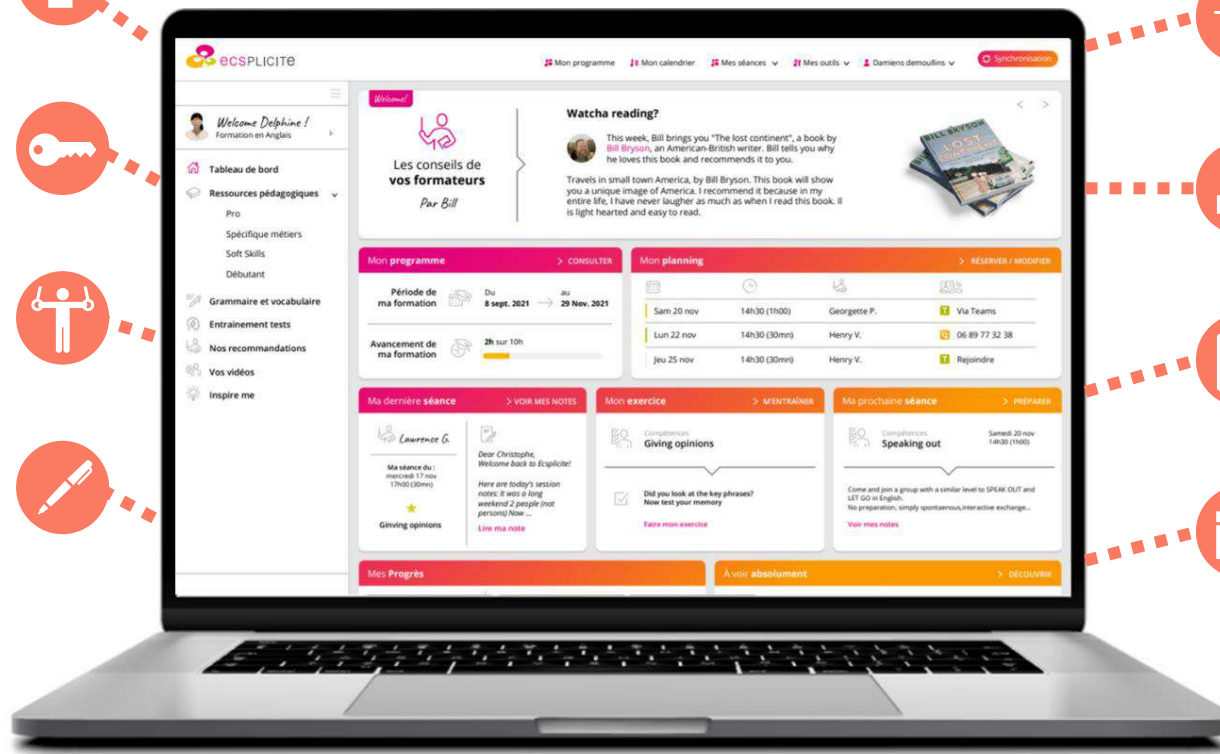 ecsPLICITe
Mon programme
Mon calendrier
Mes séances
Mes outils
Damiens demoullins
Synchronisation
Welcome Delphine !
Formation en Anglais
Tableau de bord
Ressources pédagogiques
Pro
Spécifique métiers
Soft Skills
Débutant
Grammaire et vocabulaire
Entrainement tests
Nos recommandations
Vos vidéos
Inspire me
Welcome!
Les conseils de
vos formateurs
Par Bill
Watcha reading?
This week, Bill brings you "The lost continent", a book by
Bill Bryson, an American-British writer. Bill tells you why
he loves this book and recommends it to you.
Travels in small town America, by Bill Bryson. This book will show
you a unique image of America. I recommend it because in my
entire life, I have never laugher as much as when I read this book. Il
is light hearted and easy to read.
BILL BRYSON
LOST
CONTINENT
Mon programme
> CONSULTER
Période de
ma formation
Du
8 sept. 2021
au
29 Nov. 2021
Avancement de
ma formation
2h sur 10h
Mon planning
> RÉSERVER / MODIFIER
Sam 20 nov 14h30 (1h00) Georgette P. Via Teams
Lun 22 nov 14h30 (30mn) Henry V. 06 89 77 32 38
Jeu 25 nov 14h30 (30mn) Henry V. Rejoindre
Ma dernière séance
> VOIR MES NOTES
Lawrence G.
Ma séance du :
mercredi 17 nov
17h00 (30mn)
Ginving opinions
Dear Christophe,
Welcome back to Ecsplicite!
Here are today's session
notes: It was a long
weekend 2 people (not
persons) Now ...
Lire ma note
Mon exercice
> M'ENTRAÎNER
Compétences
Giving opinions
Did you look at the key phrases?
Now test your memory
Faire mon exercice
Ma prochaine séance
> PRÉPARER
Compétences
Speaking out
Samedi 20 nov
14h30 (1h00)
Come and join a group with a similar level to SPEAK OUT and
LET GO in English.
No preparation, simply spontaenous,interactive exchange...
Voir mes notes
Mes Progrès
À voir absolument
> DÉCOUVRIR